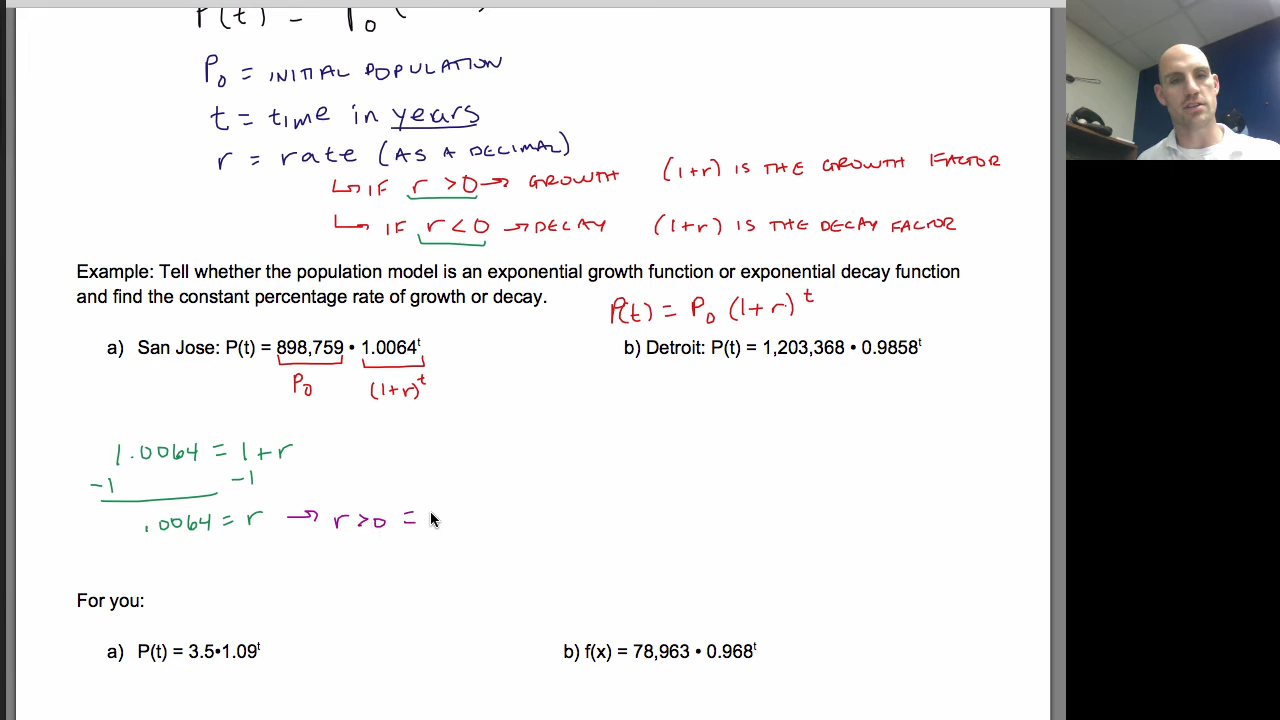 P(t) = P₀ (
P₀ = INITIAL POPULATION
t = time in years
r = rate (AS A DECIMAL)
↳ IF r > 0 → GROWTH (1+r) IS THE GROWTH FACTOR
↳ IF r < 0 → DECAY (1+r) IS THE DECAY FACTOR
Example: Tell whether the population model is an exponential growth function or exponential decay function
and find the constant percentage rate of growth or decay.
P(t) = P₀ (1+r)ᵗ
a) San Jose: P(t) = 898,759 • 1.0064ᵗ
P₀ (1+r)ᵗ
b) Detroit: P(t) = 1,203,368 • 0.9858ᵗ
1.0064 = 1+r
-1 -1
.0064 = r → r>0 =
For you:
a) P(t) = 3.5•1.09ᵗ
b) f(x) = 78,963 • 0.968ᵗ